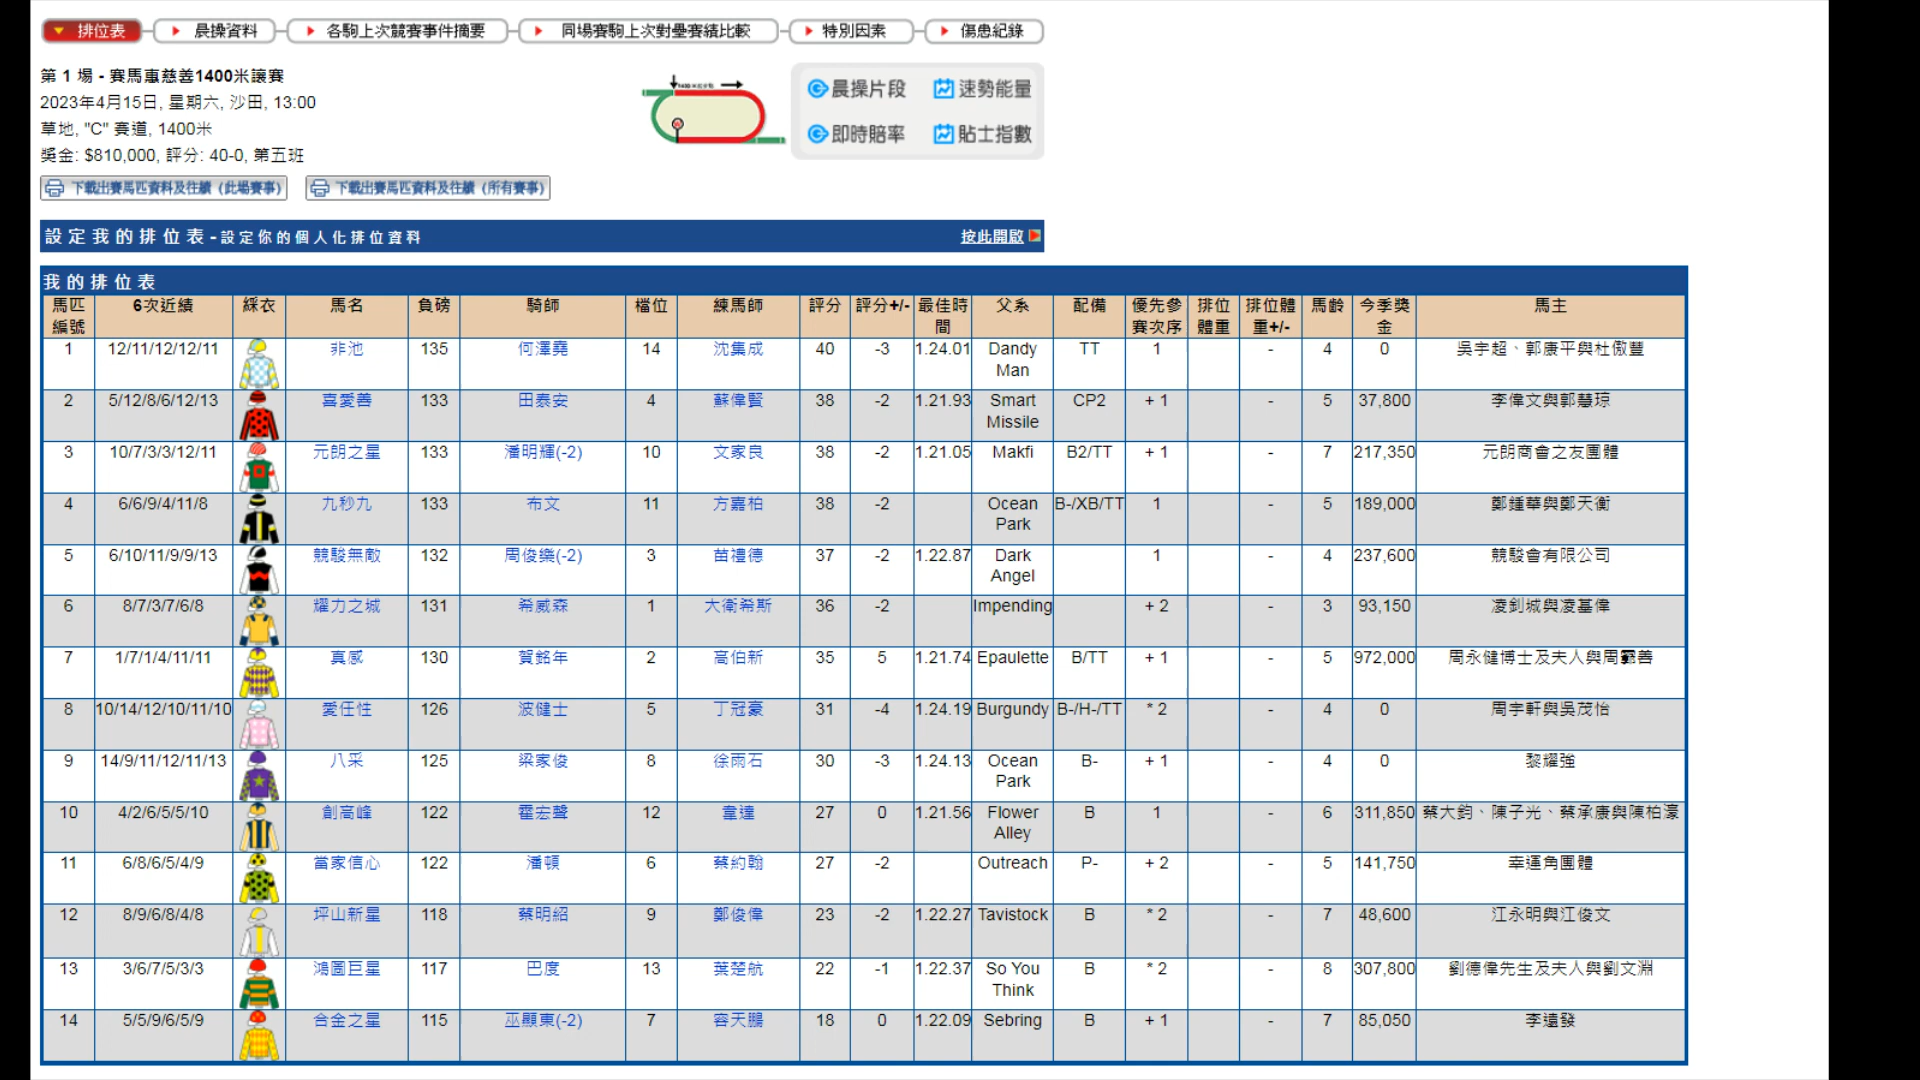 排位表
晨操資料
各駒上次競賽事件摘要
同場賽駒上次對壘賽績比較
特別因素
傷患紀錄
第 1 場 - 賽馬車慈善1400米讓賽
2023年4月15日, 星期六, 沙田, 13:00
草地, "C" 賽道, 1400米
獎金: $810,000, 評分: 40-0, 第五班
晨操片段 速勢能量
即時賠率 貼士指數
下載出賽馬匹資料及往績 (此場賽事) 下載出賽馬匹資料及往績 (所有賽事)
設定我的排位表-設定你的個人化排位資料 按此開啟
我的排位表
馬匹編號 6次近績 綵衣 馬名 負磅 騎師 檔位 練馬師 評分 評分+/- 最佳時間 父系 配備 優先參賽次序 排位體重 排位體重+/- 馬齡 今季獎金 馬主
1 12/11/12/12/11 非池 135 何澤堯 14 沈集成 40 -3 1.24.01 Dandy Man TT 1 - 4 0 吳宇超、郭康平與杜傲豐
2 5/12/8/6/12/13 喜愛善 133 田泰安 4 蘇偉賢 38 -2 1.21.93 Smart Missile CP2 + 1 - 5 37,800 李偉文與郭慧琼
3 10/7/3/3/12/11 元朗之星 133 潘明輝(-2) 10 文家良 38 -2 1.21.05 Makfi B2/TT + 1 - 7 217,350 元朗商會之友團體
4 6/6/9/4/11/8 九秒九 133 布文 11 方嘉柏 38 -2 Ocean Park B-/XB/TT 1 - 5 189,000 鄭鍾華與鄭天衡
5 6/10/11/9/9/13 競駿無敵 132 周俊樂(-2) 3 苗禮德 37 -2 1.22.87 Dark Angel 1 - 4 237,600 競駿會有限公司
6 8/7/3/7/6/8 耀力之城 131 希威森 1 大衛希斯 36 -2 Impending + 2 - 3 93,150 凌釗城與凌基偉
7 1/7/1/4/11/11 真感 130 賀銘年 2 高伯新 35 5 1.21.74 Epaulette B/TT + 1 - 5 972,000 周永健博士及夫人與周善
8 10/14/12/10/11/10 愛任性 126 波健士 5 丁冠豪 31 -4 1.24.19 Burgundy B-/H-/TT * 2 - 4 0 周宇軒與吳茂怡
9 14/9/11/12/11/13 八采 125 梁家俊 8 徐雨石 30 -3 1.24.13 Ocean Park B- + 1 - 4 0 黎耀強
10 4/2/6/5/5/10 創高峰 122 霍宏聲 12 韋達 27 0 1.21.56 Flower Alley B 1 - 6 311,850 蔡大鈞、陳子光、蔡承康與陳柏濠
11 6/8/6/5/4/9 當家信心 122 潘頓 6 蔡約翰 27 -2 Outreach P- + 2 - 5 141,750 幸運角團體
12 8/9/6/8/4/8 坪山新星 118 蔡明紹 9 鄭俊偉 23 -2 1.22.27 Tavistock B * 2 - 7 48,600 江永明與江俊文
13 3/6/7/5/3/3 鴻圖巨星 117 巴度 13 葉楚航 22 -1 1.22.37 So You Think B * 2 - 8 307,800 劉德偉先生及夫人與劉文淵
14 5/5/9/6/5/9 合金之星 115 巫顯東(-2) 7 容天鵬 18 0 1.22.09 Sebring B + 1 - 7 85,050 李遠發